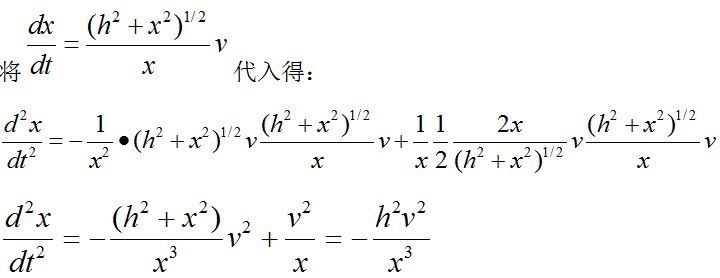 将 dx/dt = (h²+x²)^{1/2}/x v 代入得：
d²x/dt² = -1/x² •(h²+x²)^{1/2} v (h²+x²)^{1/2}/x v + 1/x 1/2 2x/(h²+x²)^{1/2} v (h²+x²)^{1/2}/x v
d²x/dt² = -(h²+x²)/x³ v² + v²/x = -h²v²/x³